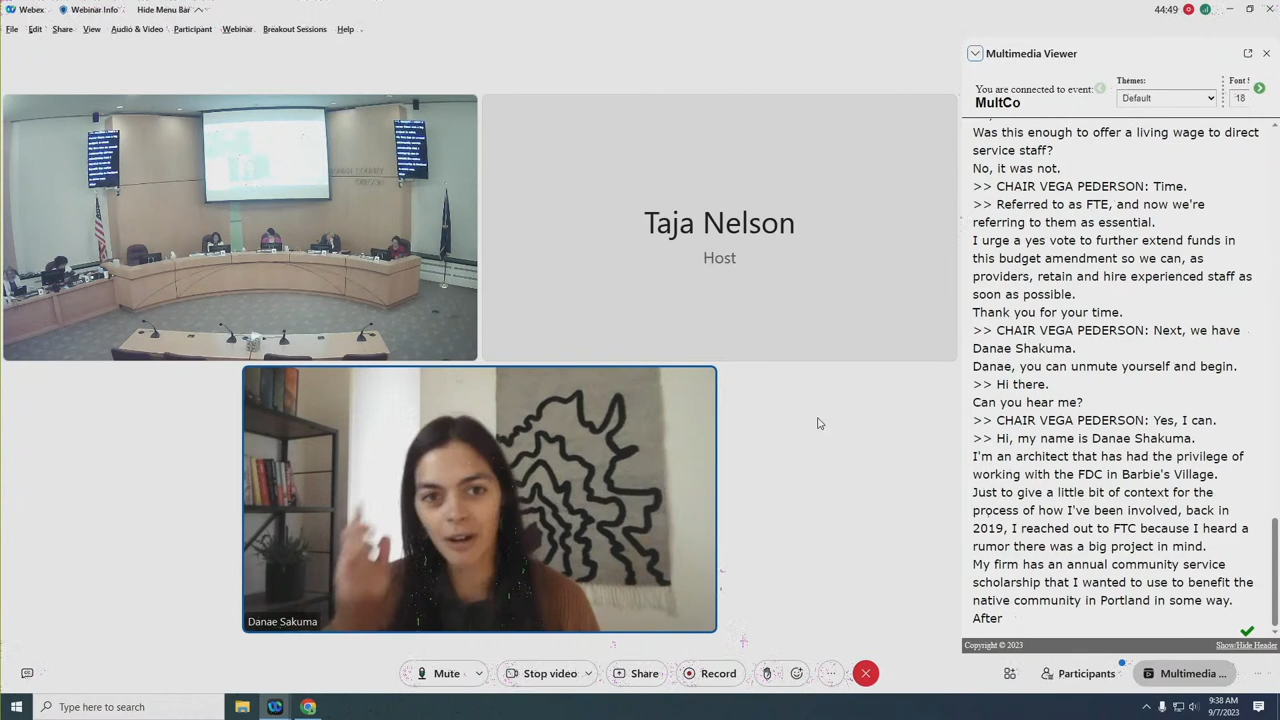 Webex
Webinar Info
Hide Menu Bar
44:49
File
Edit
Share
View
Audio & Video
Participant
Webinar
Breakout Sessions
Help
Taja Nelson
Host
Danae Sakuma
Multimedia Viewer
You are connected to event:
MultCo
Themes:
Default
Font
18
Was this enough to offer a living wage to direct
service staff?
No, it was not.
>> CHAIR VEGA PEDERSON: Time.
>> Referred to as FTE, and now we're
referring to them as essential.
I urge a yes vote to further extend funds in
this budget amendment so we can, as
providers, retain and hire experienced staff as
soon as possible.
Thank you for your time.
>> CHAIR VEGA PEDERSON: Next, we have
Danae Shakuma.
Danae, you can unmute yourself and begin.
>> Hi there.
Can you hear me?
>> CHAIR VEGA PEDERSON: Yes, I can.
>> Hi, my name is Danae Shakuma.
I'm an architect that has had the privilege of
working with the FDC in Barbie's Village.
Just to give a little bit of context for the
process of how I've been involved, back in
2019, I reached out to FTC because I heard a
rumor there was a big project in mind.
My firm has an annual community service
scholarship that I wanted to use to benefit the
native community in Portland in some way.
After
Copyright © 2023
Show/Hide Header
Mute
Stop video
Share
Record
Participants
Multimedia ...
Type here to search
9:38 AM
9/7/2023